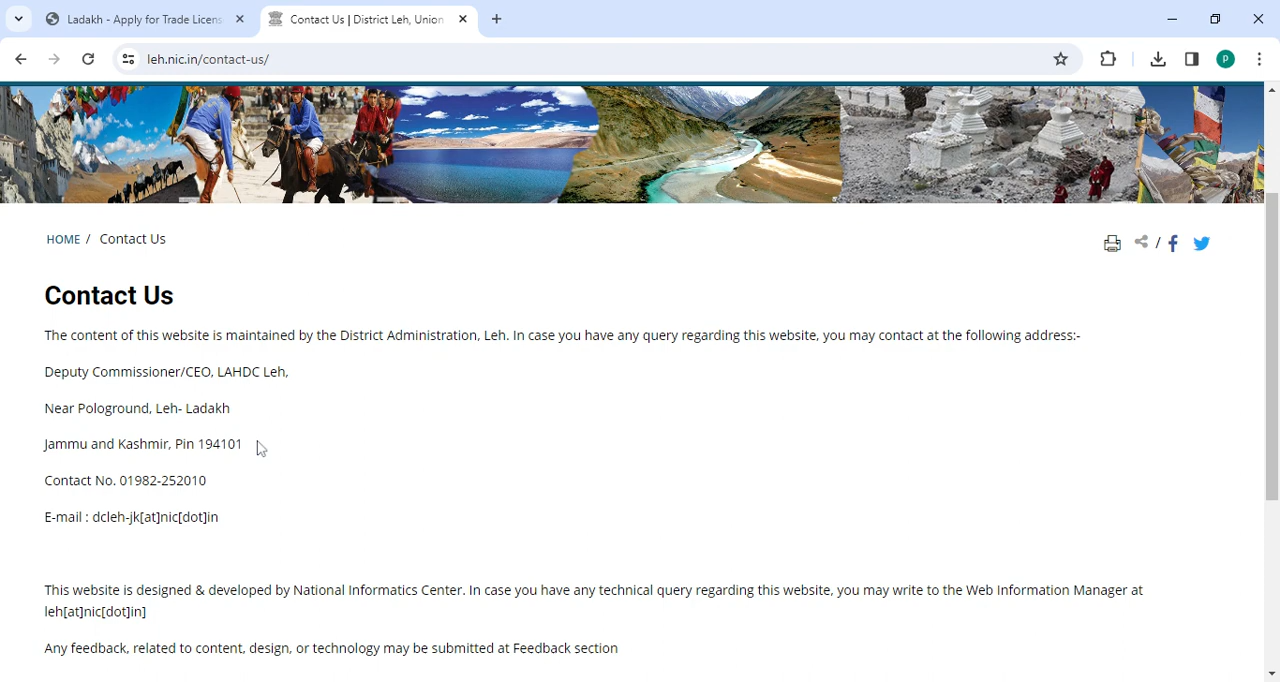 Ladakh - Apply for Trade Licens
Contact Us | District Leh, Union
leh.nic.in/contact-us/
P
HOME / Contact Us
/
Contact Us
The content of this website is maintained by the District Administration, Leh. In case you have any query regarding this website, you may contact at the following address:-
Deputy Commissioner/CEO, LAHDC Leh,
Near Pologround, Leh- Ladakh
Jammu and Kashmir, Pin 194101
Contact No. 01982-252010
E-mail : dcleh-jk[at]nic[dot]in
This website is designed & developed by National Informatics Center. In case you have any technical query regarding this website, you may write to the Web Information Manager at
leh[at]nic[dot]in]
Any feedback, related to content, design, or technology may be submitted at Feedback section